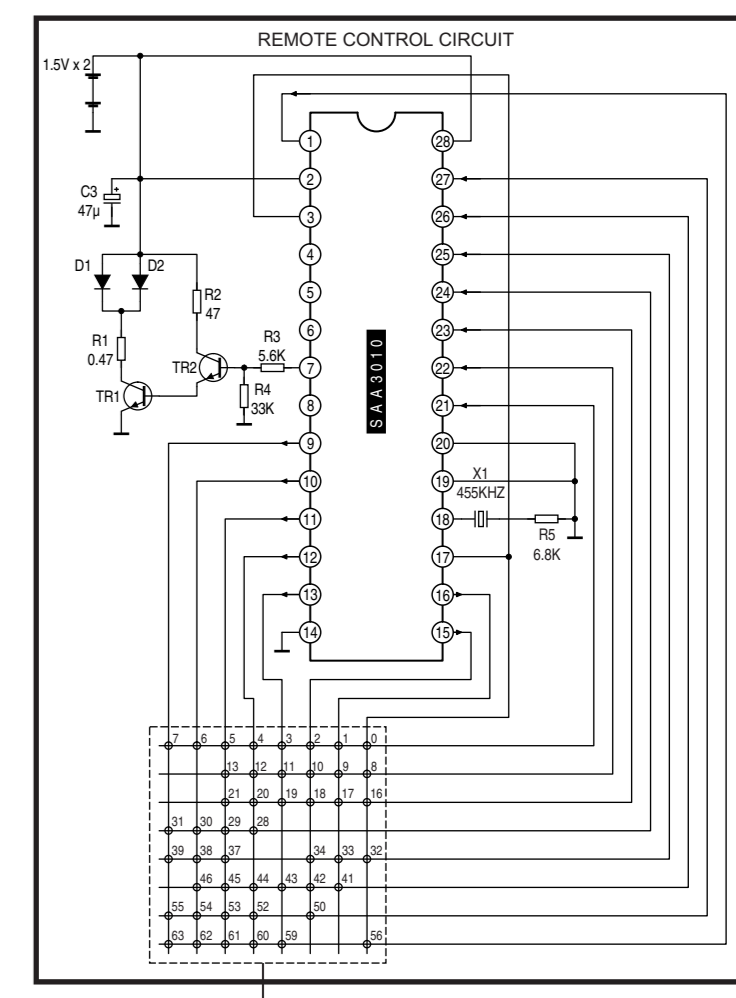 REMOTE CONTROL CIRCUIT
1.5V x 2
1
28
C3
47µ
+
2
27
3
26
4
25
D1
D2
5
24
R2
47
6
23
R1
0.47
TR2
R3
5.6K
7
22
TR1
R4
33K
SAA3010
8
21
9
20
10
19
X1
455KHZ
11
18
R5
6.8K
12
17
13
16
14
15
7 6 5 4 3 2 1 0
13 12 11 10 9 8
21 20 19 18 17 16
31 30 29 28
39 38 37 34 33 32
46 45 44 43 42 41
55 54 53 52 50
63 62 61 60 59 56